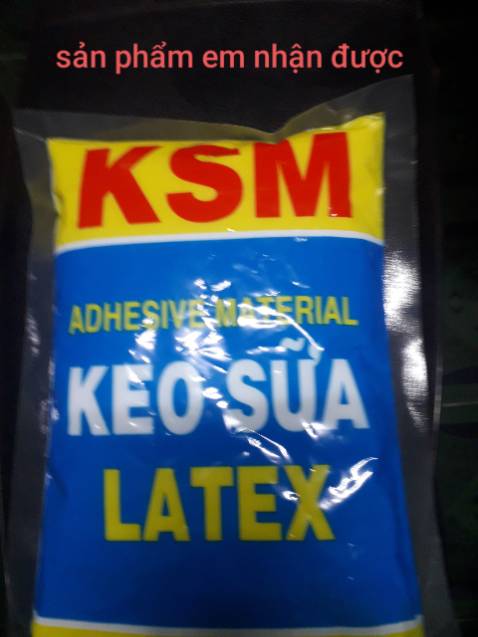 sản phẩm em nhận được
KSM
ADHESIVE MATERIAL
KEO SỮA
LATEX